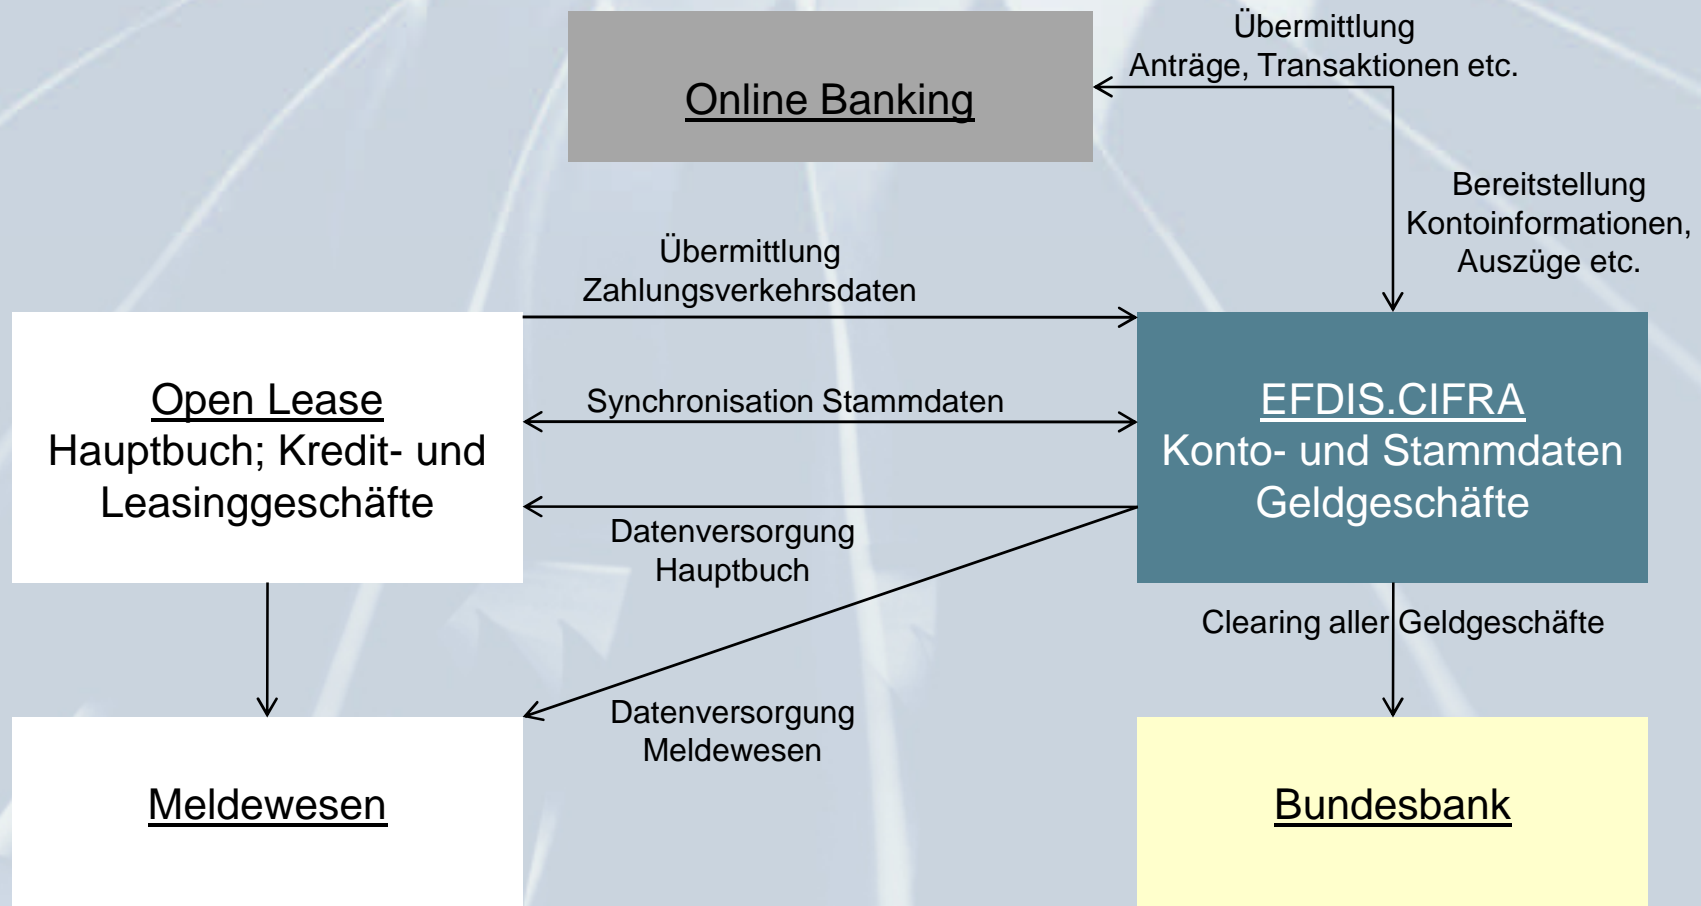 Übermittlung
Anträge, Transaktionen etc.
Online Banking
Bereitstellung
Kontoinformationen,
Auszüge etc.
Übermittlung
Zahlungsverkehrsdaten
Open Lease
Hauptbuch; Kredit- und
Leasinggeschäfte
Synchronisation Stammdaten
EFDIS.CIFRA
Konto- und Stammdaten
Geldgeschäfte
Datenversorgung
Hauptbuch
Clearing aller Geldgeschäfte
Datenversorgung
Meldewesen
Meldewesen
Bundesbank